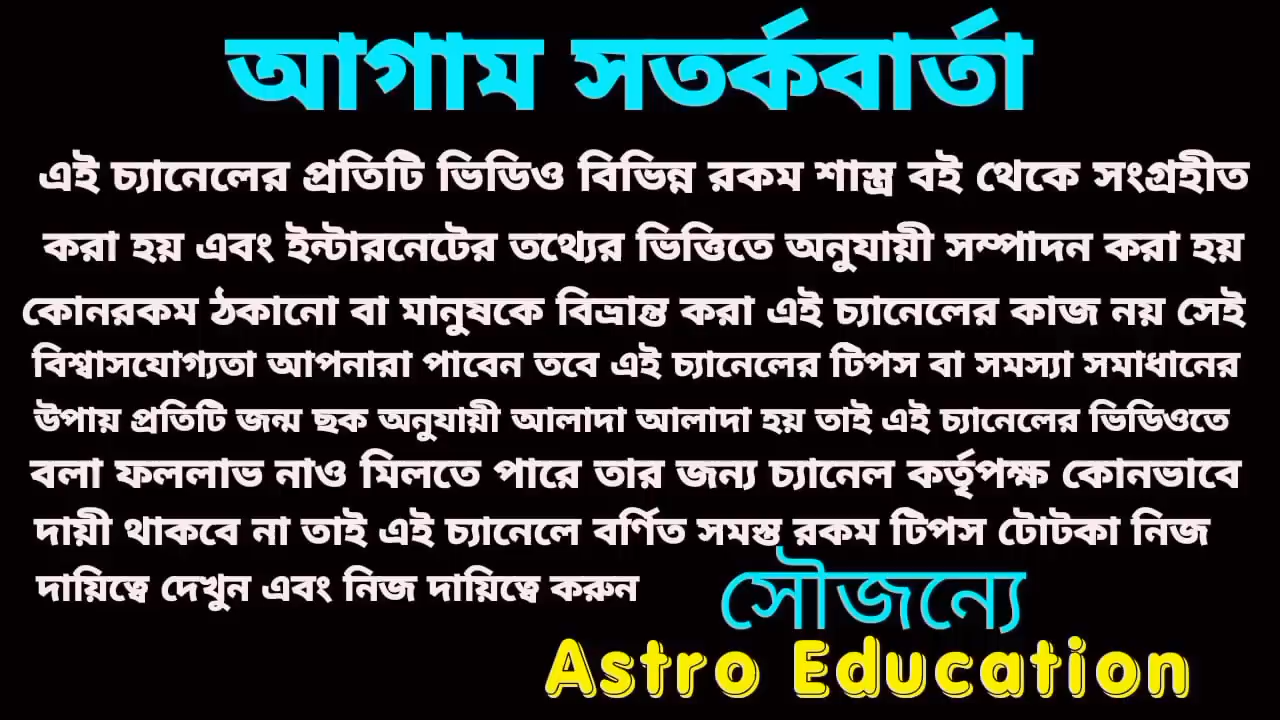 আগাম সতর্কবার্তা
এই চ্যানেলের প্রতিটি ভিডিও বিভিন্ন রকম শাস্ত্র বই থেকে সংগ্রহীত
করা হয় এবং ইন্টারনেটের তথ্যের ভিত্তিতে অনুযায়ী সম্পাদন করা হয়
কোনরকম ঠকানো বা মানুষকে বিভ্রান্ত করা এই চ্যানেলের কাজ নয় সেই
বিশ্বাসযোগ্যতা আপনারা পাবেন তবে এই চ্যানেলের টিপস বা সমস্যা সমাধানের
উপায় প্রতিটি জন্ম ছক অনুযায়ী আলাদা আলাদা হয় তাই এই চ্যানেলের ভিডিওতে
বলা ফললাভ নাও মিলতে পারে তার জন্য চ্যানেল কর্তৃপক্ষ কোনভাবে
দায়ী থাকবে না তাই এই চ্যানেলে বর্ণিত সমস্ত রকম টিপস টোটকা নিজ
দায়িত্বে দেখুন এবং নিজ দায়িত্বে করুন
সৌজন্যে
Astro Education